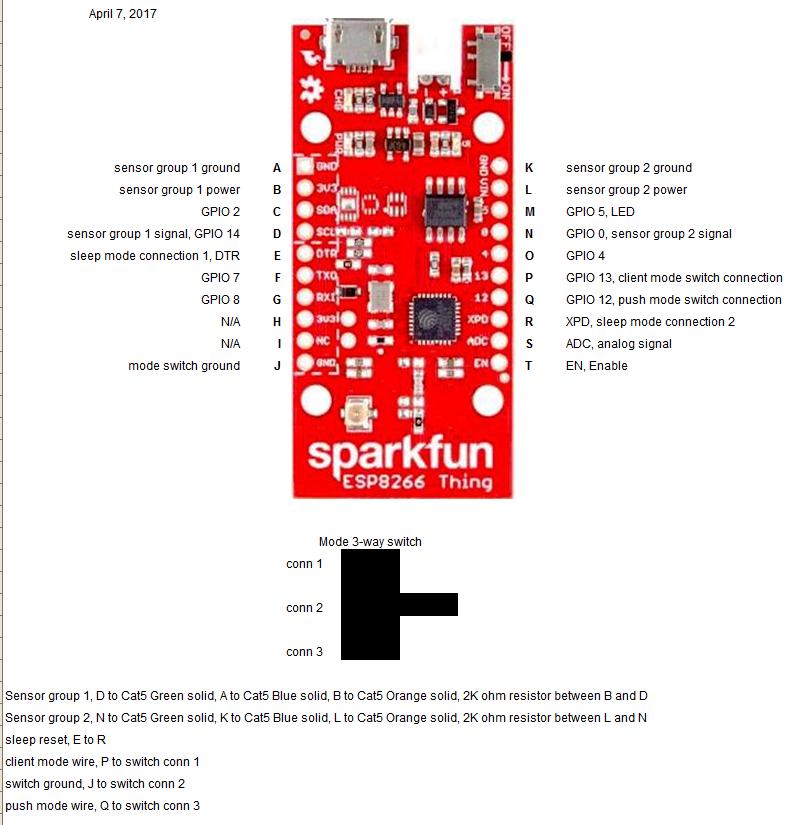 April 7, 2017
OFF
ON
CHG
PWR
sensor group 1 ground A GND GND K sensor group 2 ground
sensor group 1 power B 3V3 VIN L sensor group 2 power
GPIO 2 C SDA 5 M GPIO 5, LED
sensor group 1 signal, GPIO 14 D SCL 0 N GPIO 0, sensor group 2 signal
sleep mode connection 1, DTR E DTR 4 O GPIO 4
GPIO 7 F TXO 13 P GPIO 13, client mode switch connection
GPIO 8 G RXI 12 Q GPIO 12, push mode switch connection
N/A H 3V3 XPD R XPD, sleep mode connection 2
N/A I NC ADC S ADC, analog signal
mode switch ground J GND EN T EN, Enable
sparkfun
ESP8266 Thing
Mode 3-way switch
conn 1
conn 2
conn 3
Sensor group 1, D to Cat5 Green solid, A to Cat5 Blue solid, B to Cat5 Orange solid, 2K ohm resistor between B and D
Sensor group 2, N to Cat5 Green solid, K to Cat5 Blue solid, L to Cat5 Orange solid, 2K ohm resistor between L and N
sleep reset, E to R
client mode wire, P to switch conn 1
switch ground, J to switch conn 2
push mode wire, Q to switch conn 3